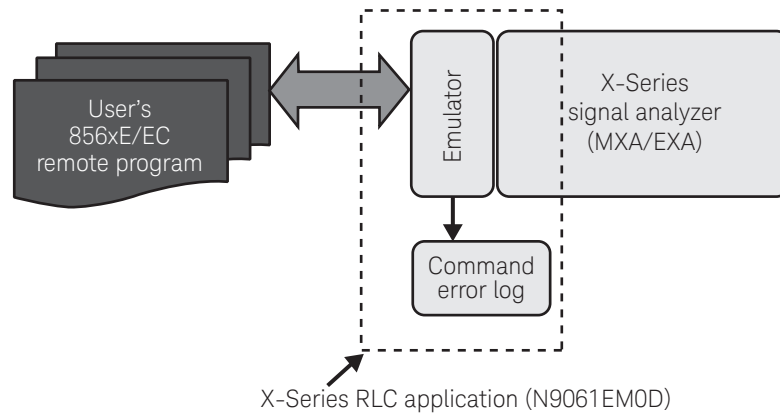 User's
856xE/EC
remote program
Emulator
X-Series
signal analyzer
(MXA/EXA)
Command
error log
X-Series RLC application (N9061EM0D)